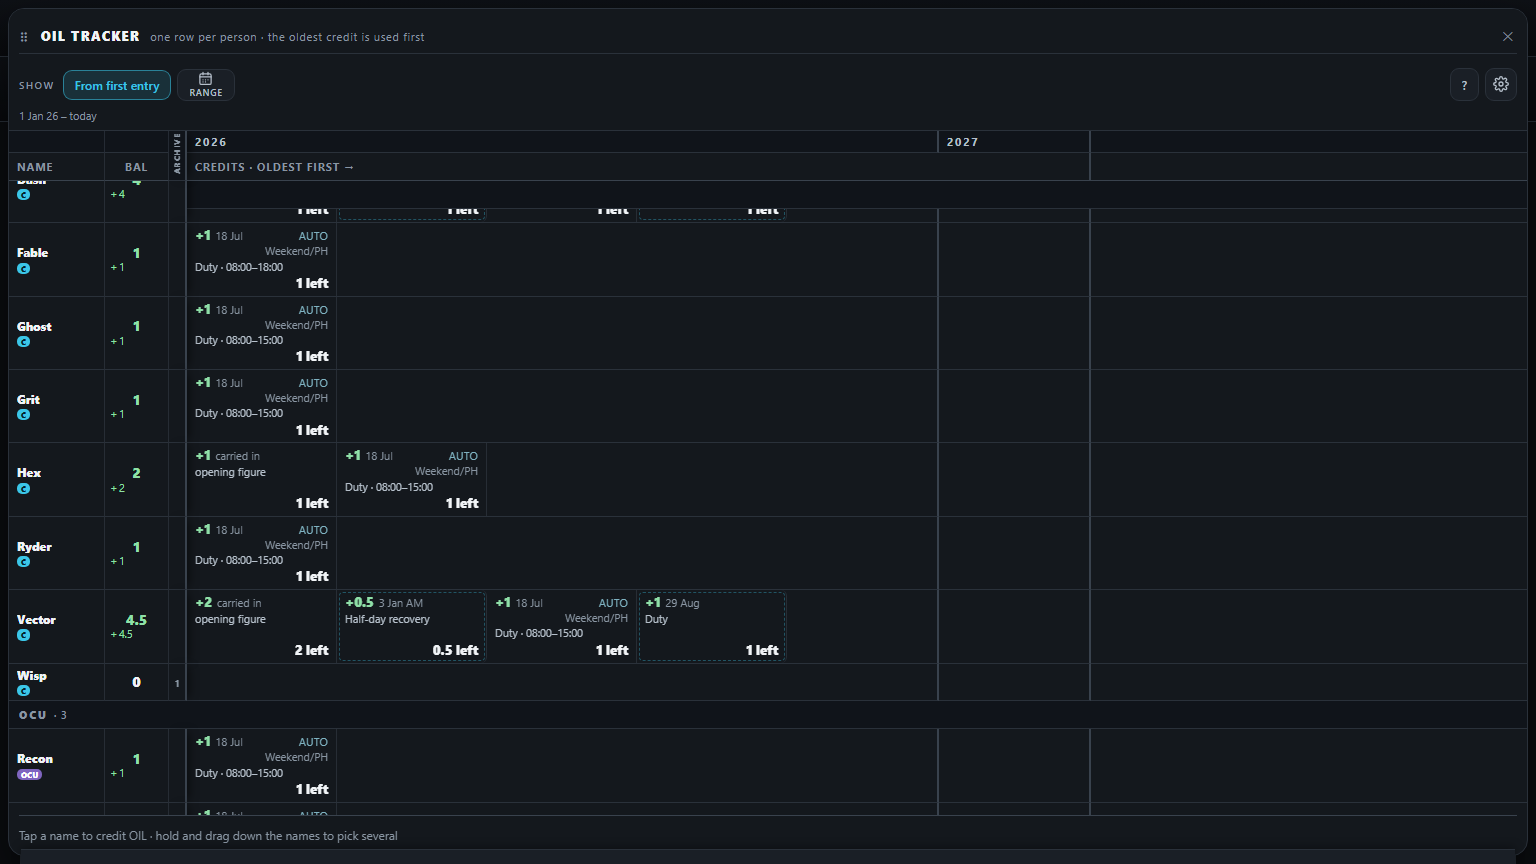 OIL TRACKER one row per person · the oldest credit is used first
SHOW From first entry RANGE ?
1 Jan 26 – today
ARCHIVE
2026 2027
NAME BAL CREDITS · OLDEST FIRST →
C +4
1 left 1 left 1 left 1 left
+1 18 Jul AUTO
Fable 1 Weekend/PH
C +1 Duty · 08:00–18:00
1 left
+1 18 Jul AUTO
Ghost 1 Weekend/PH
C +1 Duty · 08:00–15:00
1 left
+1 18 Jul AUTO
Grit 1 Weekend/PH
C +1 Duty · 08:00–15:00
1 left
+1 carried in +1 18 Jul AUTO
Hex 2 opening figure Weekend/PH
C +2 Duty · 08:00–15:00
1 left 1 left
+1 18 Jul AUTO
Ryder 1 Weekend/PH
C +1 Duty · 08:00–15:00
1 left
+2 carried in +0.5 3 Jan AM +1 18 Jul AUTO +1 29 Aug
Vector 4.5 opening figure Half-day recovery Weekend/PH Duty
C +4.5 Duty · 08:00–15:00
2 left 0.5 left 1 left 1 left
Wisp 0 1
C
OCU · 3
+1 18 Jul AUTO
Recon 1 Weekend/PH
OCU +1 Duty · 08:00–15:00
1 left
+1 18 Jul AUTO
Tap a name to credit OIL · hold and drag down the names to pick several